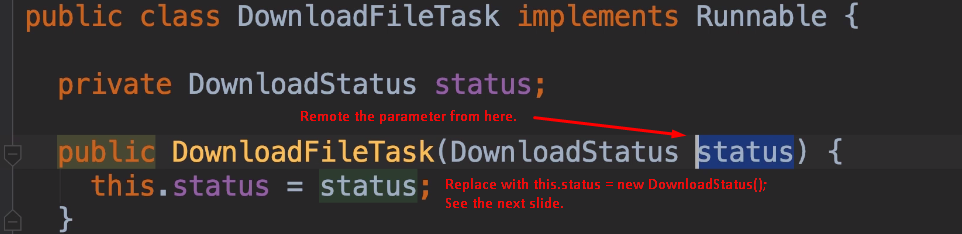 public class DownloadFileTask implements Runnable {
private DownloadStatus status;
Remote the parameter from here.
public DownloadFileTask(DownloadStatus status) {
this.status = status;
Replace with this.status = new DownloadStatus();
See the next slide.
}